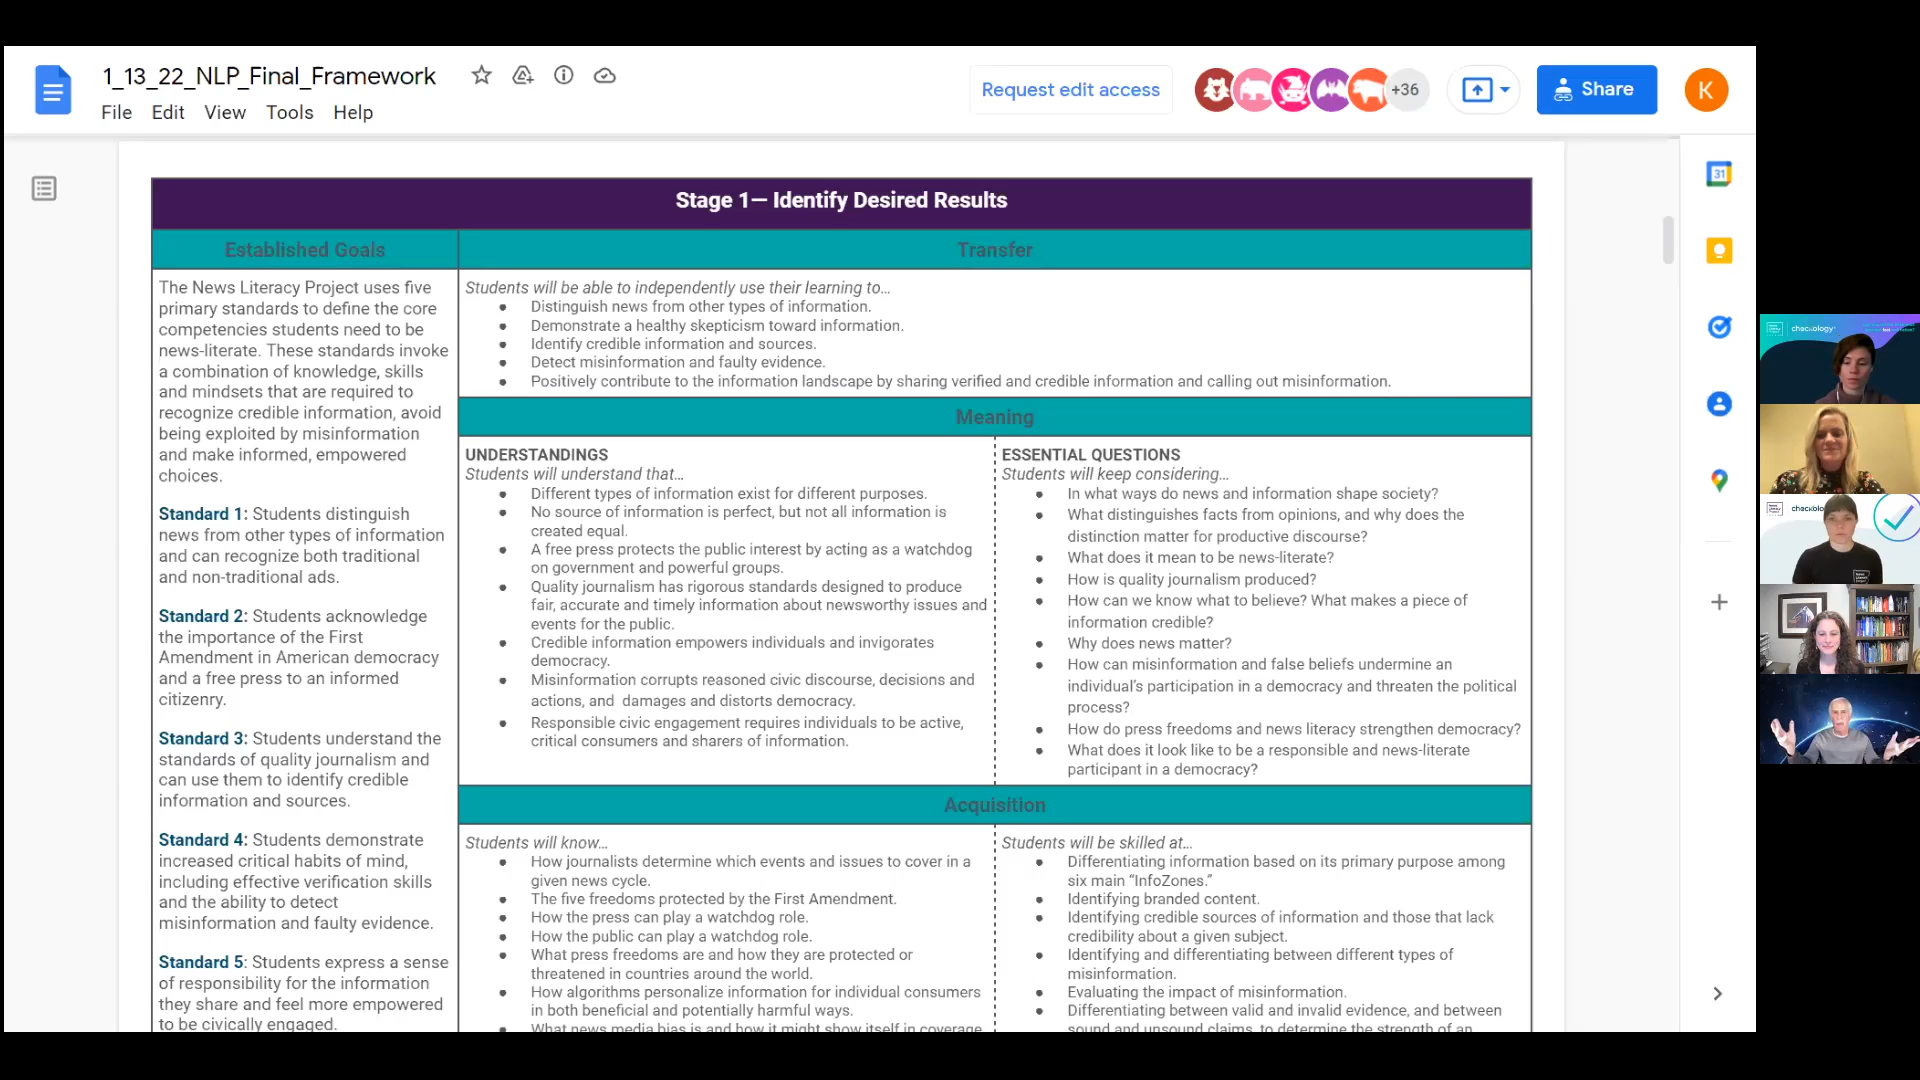 1_13_22_NLP_Final_Framework
File Edit View Tools Help
Request edit access
+36
Share
K
Stage 1— Identify Desired Results
Established Goals
Transfer
The News Literacy Project uses five
primary standards to define the core
competencies students need to be
news-literate. These standards invoke
a combination of knowledge, skills
and mindsets that are required to
recognize credible information, avoid
being exploited by misinformation
and make informed, empowered
choices.
Standard 1: Students distinguish
news from other types of information
and can recognize both traditional
and non-traditional ads.
Standard 2: Students acknowledge
the importance of the First
Amendment in American democracy
and a free press to an informed
citizenry.
Standard 3: Students understand the
standards of quality journalism and
can use them to identify credible
information and sources.
Standard 4: Students demonstrate
increased critical habits of mind,
including effective verification skills
and the ability to detect
misinformation and faulty evidence.
Standard 5: Students express a sense
of responsibility for the information
they share and feel more empowered
to be civically engaged.
Students will be able to independently use their learning to...
● Distinguish news from other types of information.
● Demonstrate a healthy skepticism toward information.
● Identify credible information and sources.
● Detect misinformation and faulty evidence.
● Positively contribute to the information landscape by sharing verified and credible information and calling out misinformation.
Meaning
UNDERSTANDINGS
Students will understand that...
● Different types of information exist for different purposes.
● No source of information is perfect, but not all information is
created equal.
● A free press protects the public interest by acting as a watchdog
on government and powerful groups.
● Quality journalism has rigorous standards designed to produce
fair, accurate and timely information about newsworthy issues and
events for the public.
● Credible information empowers individuals and invigorates
democracy.
● Misinformation corrupts reasoned civic discourse, decisions and
actions, and  damages and distorts democracy.
● Responsible civic engagement requires individuals to be active,
critical consumers and sharers of information.
ESSENTIAL QUESTIONS
Students will keep considering...
● In what ways do news and information shape society?
● What distinguishes facts from opinions, and why does the
distinction matter for productive discourse?
● What does it mean to be news-literate?
● How is quality journalism produced?
● How can we know what to believe? What makes a piece of
information credible?
● Why does news matter?
● How can misinformation and false beliefs undermine an
individual's participation in a democracy and threaten the political
process?
● How do press freedoms and news literacy strengthen democracy?
● What does it look like to be a responsible and news-literate
participant in a democracy?
Acquisition
Students will know...
● How journalists determine which events and issues to cover in a
given news cycle.
● The five freedoms protected by the First Amendment.
● How the press can play a watchdog role.
● How the public can play a watchdog role.
● What press freedoms are and how they are protected or
threatened in countries around the world.
● How algorithms personalize information for individual consumers
in both beneficial and potentially harmful ways.
● What news media bias is and how it might show itself in coverage
Students will be skilled at...
● Differentiating information based on its primary purpose among
six main "InfoZones."
● Identifying branded content.
● Identifying credible sources of information and those that lack
credibility about a given subject.
● Identifying and differentiating between different types of
misinformation.
● Evaluating the impact of misinformation.
● Differentiating between valid and invalid evidence, and between
sound and unsound claims, to determine the strength of an
31
checkology